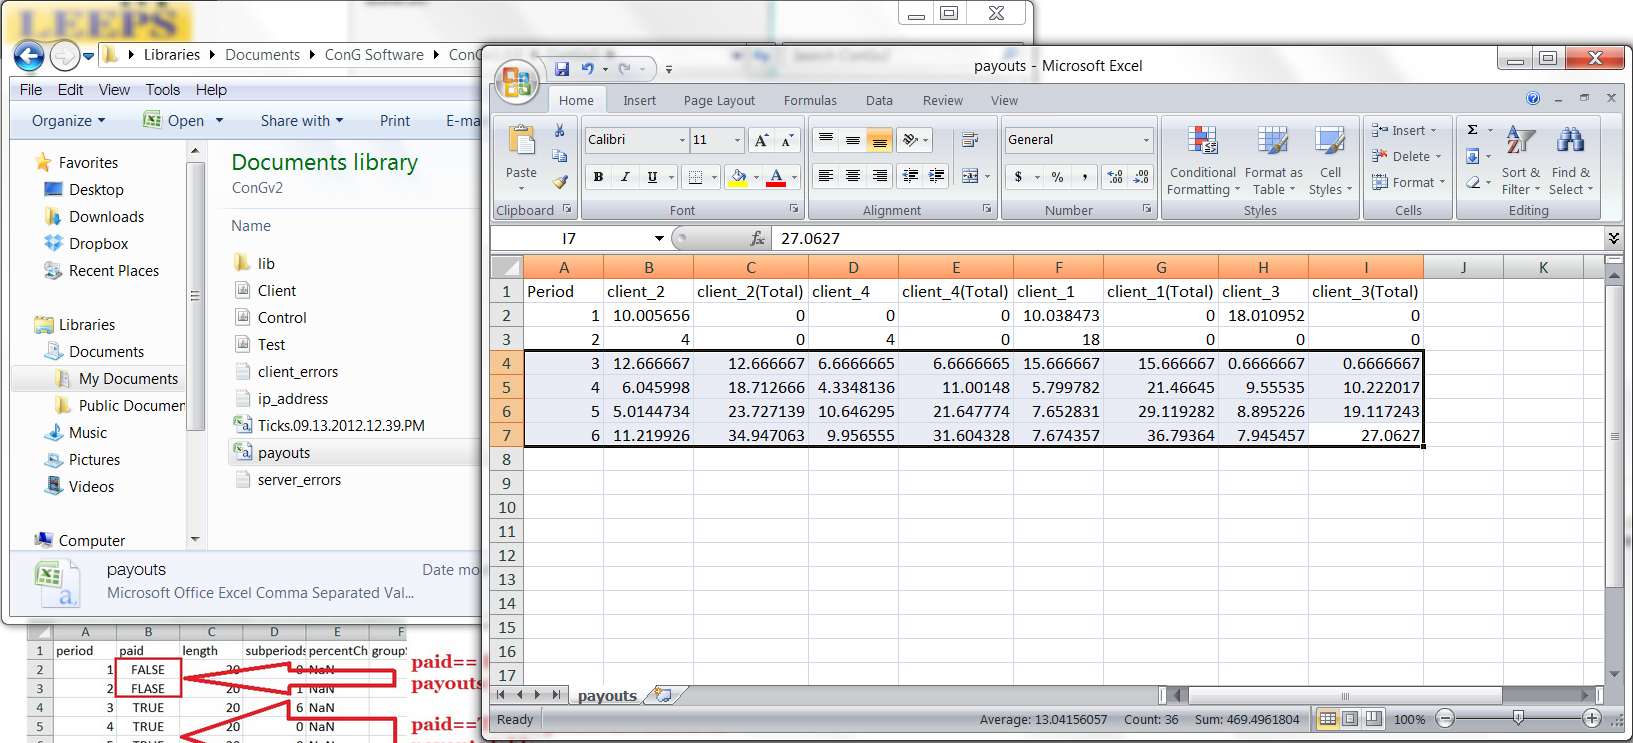 LEEPS
Libraries Documents ConG Software ConG
File Edit View Tools Help
Organize Open Share with Print E-ma
Favorites
Desktop
Downloads
Dropbox
Recent Places
Libraries
Documents
My Documents
Public Documen
Music
Pictures
Videos
Computer
Documents library
ConGv2
Name
lib
Client
Control
Test
client_errors
ip_address
Ticks.09.13.2012.12.39.PM
payouts
server_errors
payouts Date mo
Microsoft Office Excel Comma Separated Val...
payouts - Microsoft Excel
Home Insert Page Layout Formulas Data Review View
Paste
Clipboard
Calibri 11
B I U A
Font
Alignment
General
$ % ,
Number
Conditional Formatting
Format as Table
Cell Styles
Styles
Insert
Delete
Format
Cells
Σ
Sort & Filter
Find & Select
Editing
I7 fx 27.0627
A B C D E F G H I J K
1 Period client_2 client_2(Total) client_4 client_4(Total) client_1 client_1(Total) client_3 client_3(Total)
2 1 10.005656 0 0 0 10.038473 0 18.010952 0
3 2 4 0 4 0 18 0 0 0
4 3 12.666667 12.666667 6.6666665 6.6666665 15.666667 15.666667 0.6666667 0.6666667
5 4 6.045998 18.712666 4.3348136 11.00148 5.799782 21.46645 9.55535 10.222017
6 5 5.0144734 23.727139 10.646295 21.647774 7.652831 29.119282 8.895226 19.117243
7 6 11.219926 34.947063 9.956555 31.604328 7.674357 36.79364 7.945457 27.0627
8
9
10
11
12
13
14
15
16
17
payouts
Ready Average: 13.04156057 Count: 36 Sum: 469.4961804 100%
A B C D E F
1 period paid length subperiods percentCh group
2 1 FALSE 20 0 NaN
3 2 FLASE 20 1 NaN
4 3 TRUE 20 6 NaN
5 4 TRUE 20 0 NaN
paid==
payouts
paid==